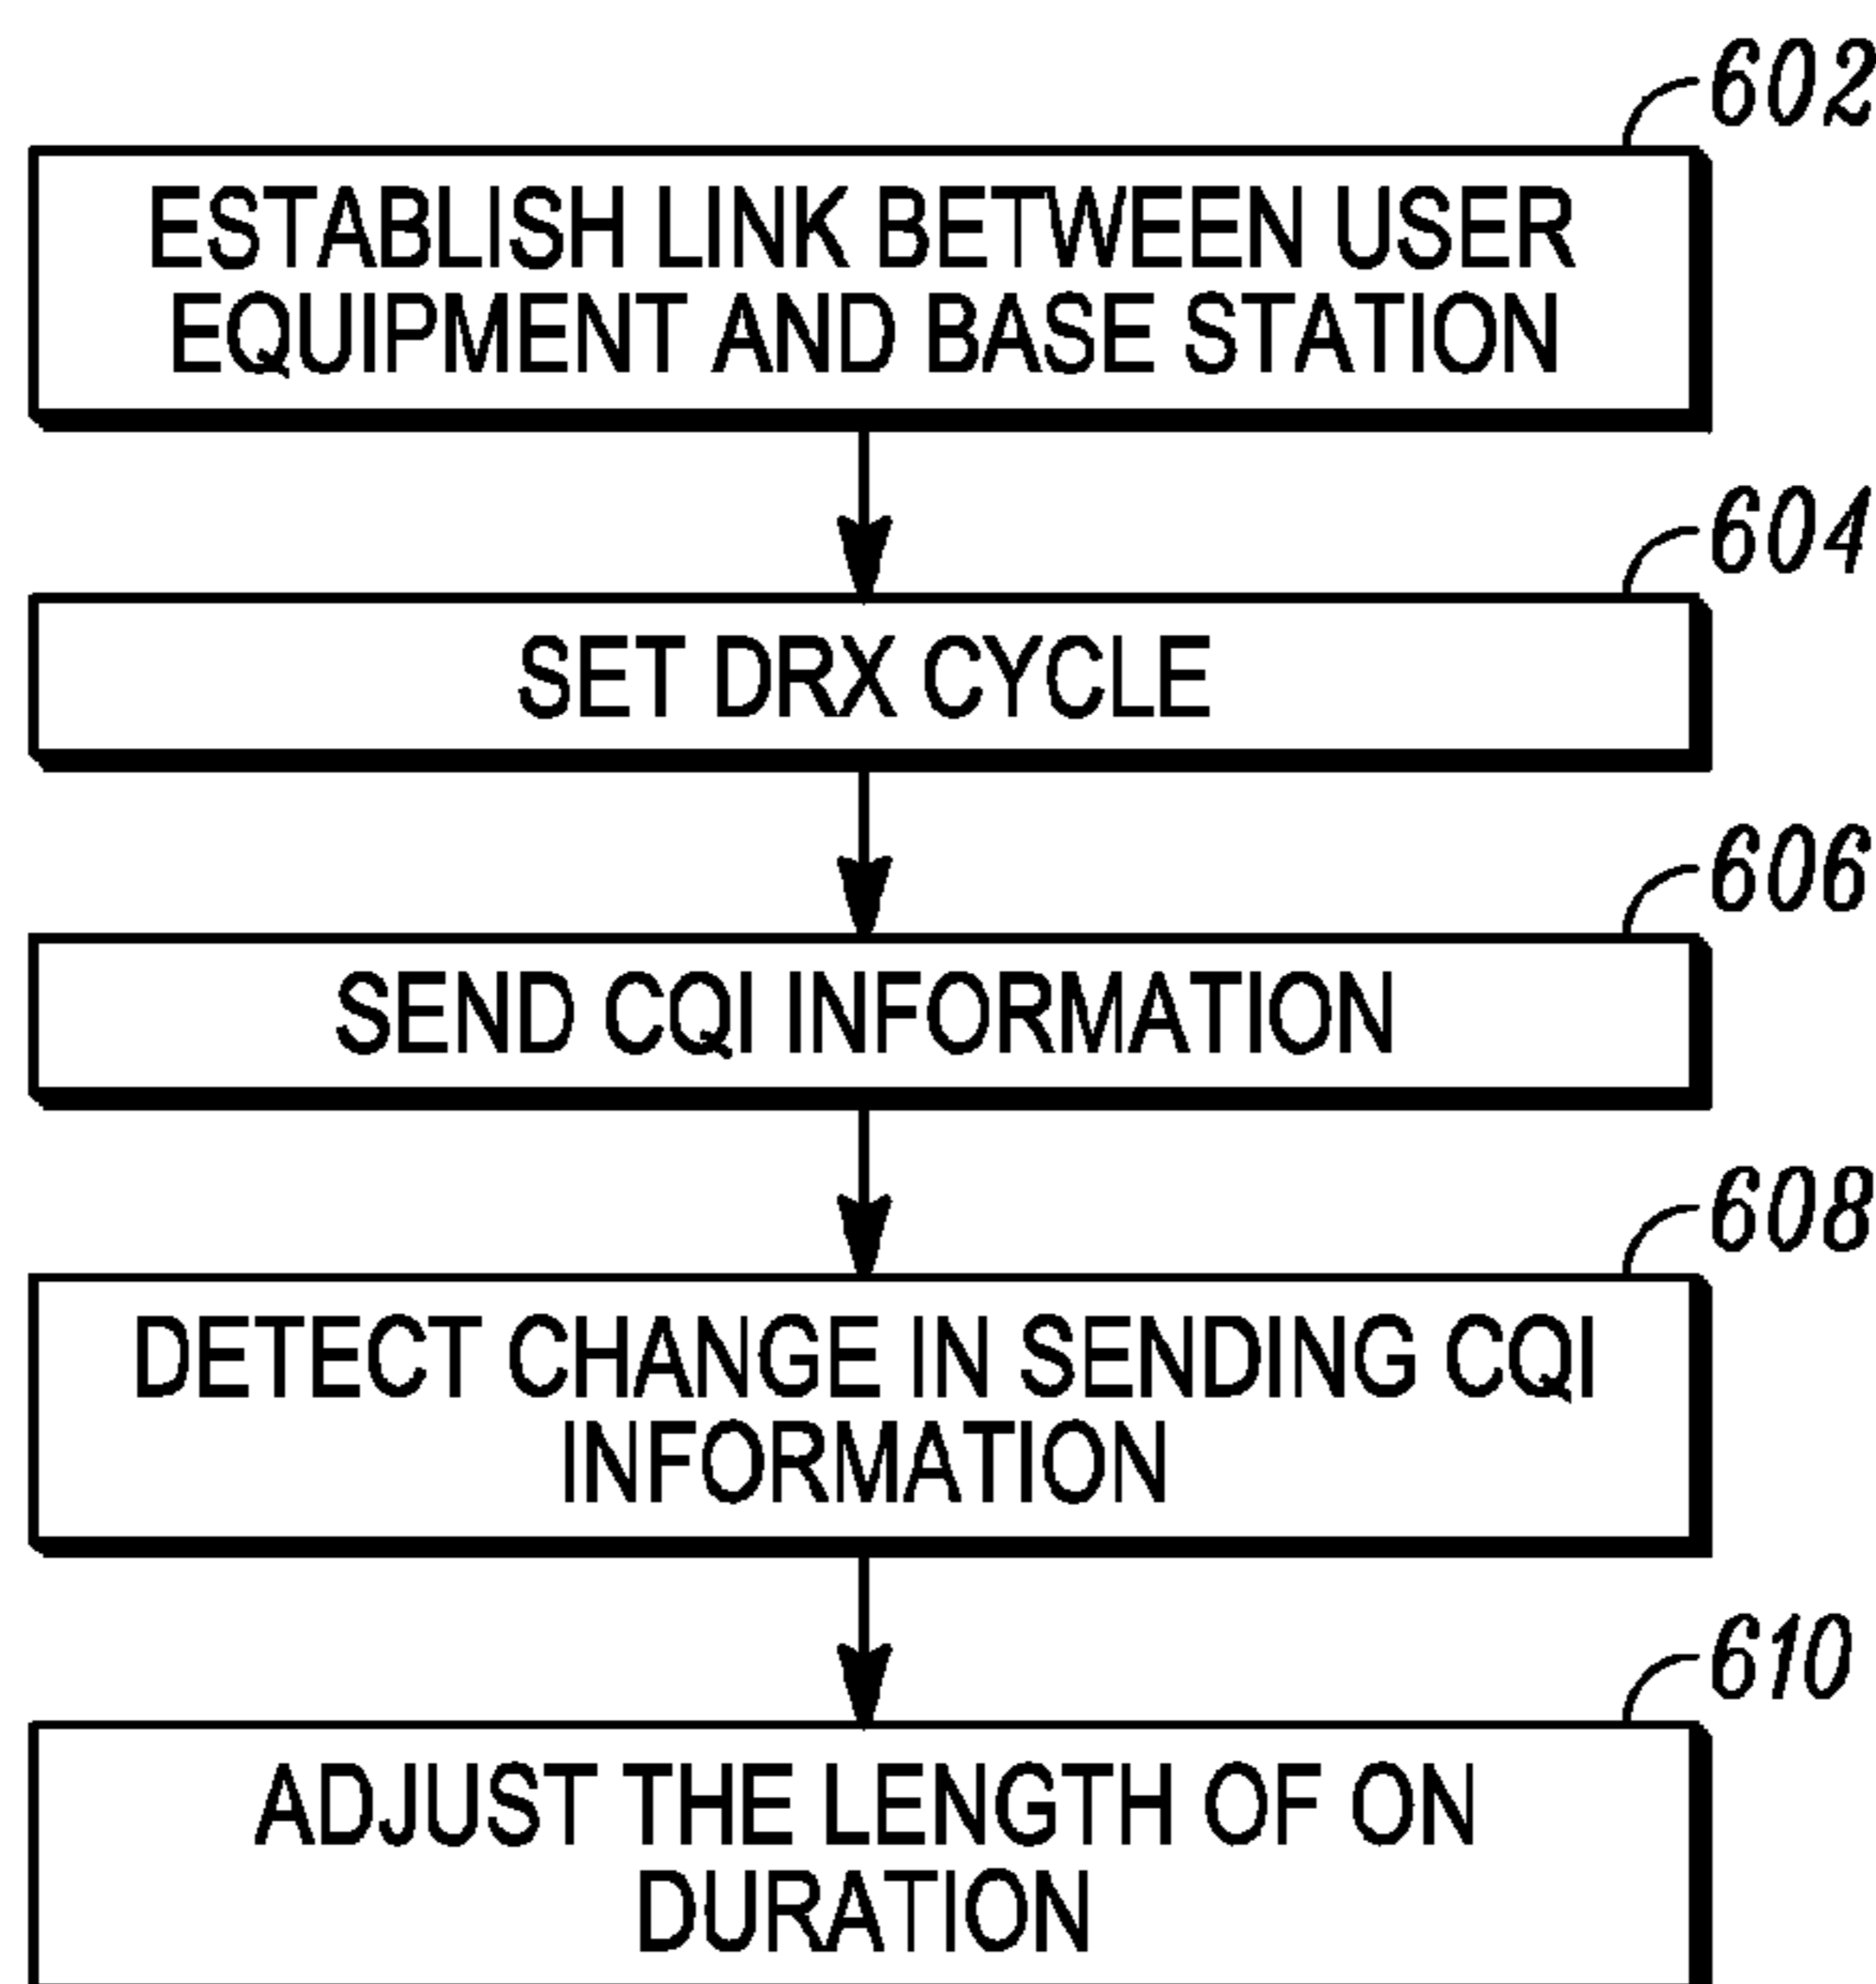 602
ESTABLISH LINK BETWEEN USER
EQUIPMENT AND BASE STATION
604
SET DRX CYCLE
606
SEND CQI INFORMATION
608
DETECT CHANGE IN SENDING CQI
INFORMATION
610
ADJUST THE LENGTH OF ON
DURATION